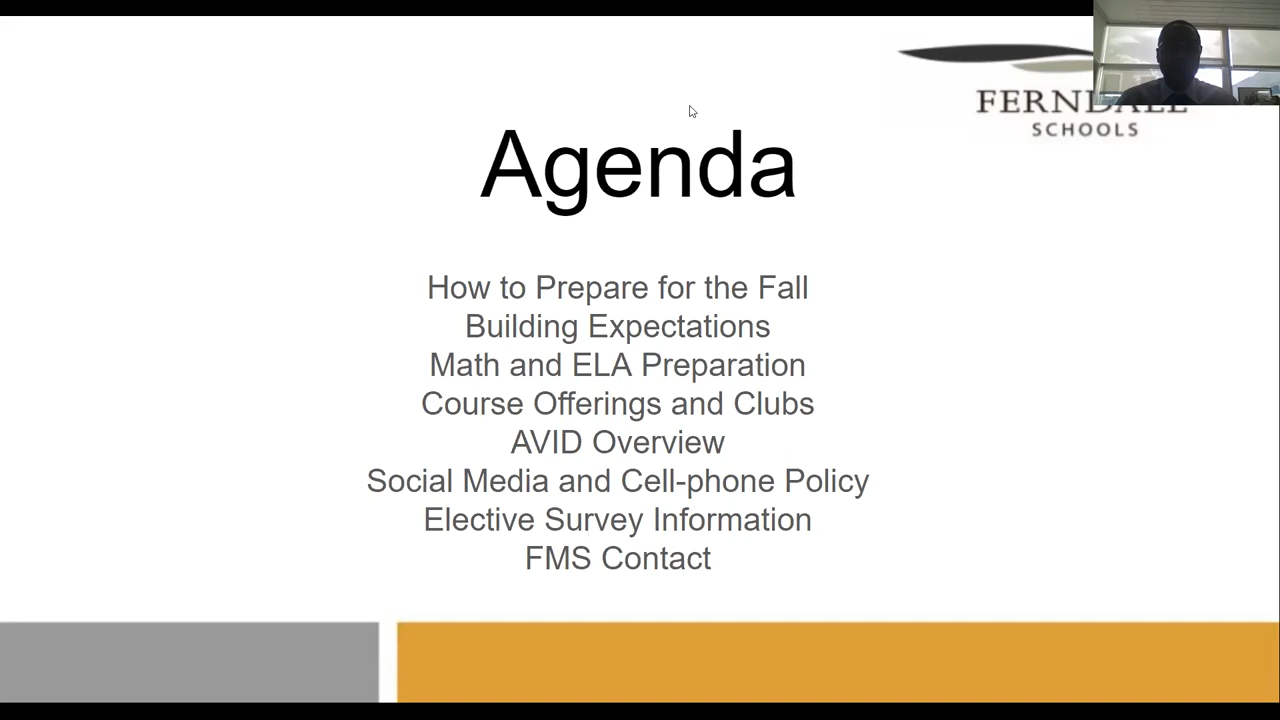 FERNDALE
SCHOOLS
Agenda
How to Prepare for the Fall
Building Expectations
Math and ELA Preparation
Course Offerings and Clubs
AVID Overview
Social Media and Cell-phone Policy
Elective Survey Information
FMS Contact